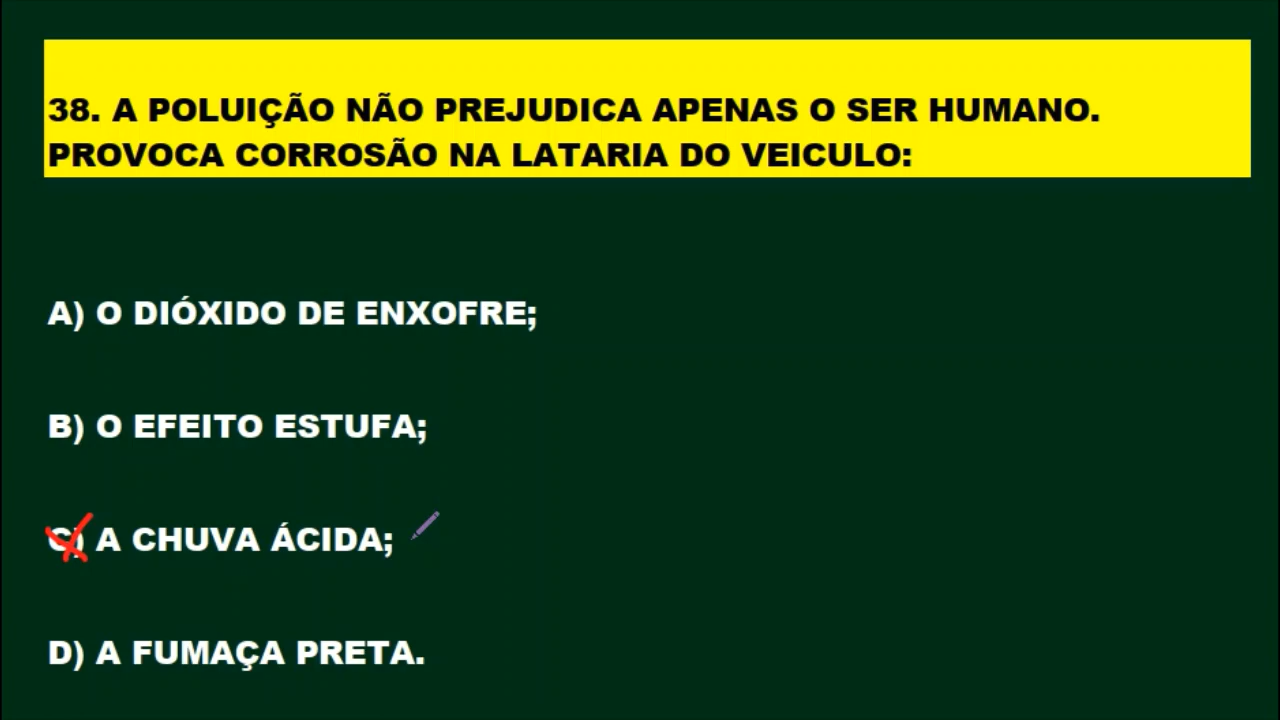 38. A POLUIÇÃO NÃO PREJUDICA APENAS O SER HUMANO.
PROVOCA CORROSÃO NA LATARIA DO VEICULO:
A) O DIÓXIDO DE ENXOFRE;
B) O EFEITO ESTUFA;
C) A CHUVA ÁCIDA;
D) A FUMAÇA PRETA.